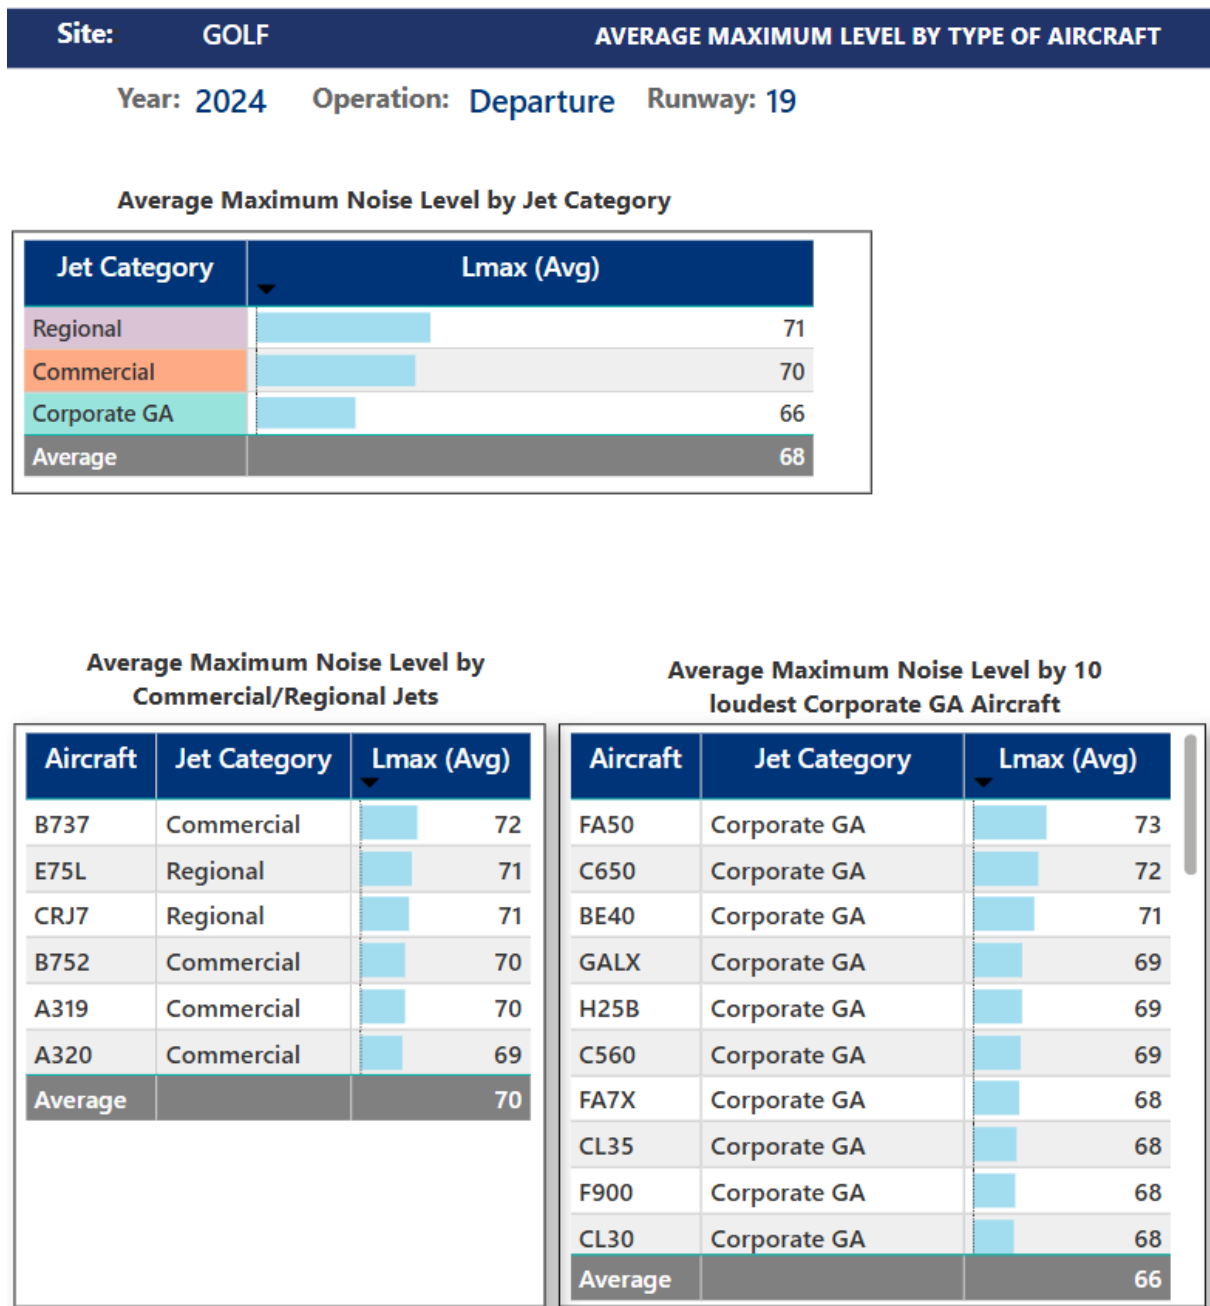 Site: GOLF AVERAGE MAXIMUM LEVEL BY TYPE OF AIRCRAFT
Year: 2024 Operation: Departure Runway: 19
Average Maximum Noise Level by Jet Category
Jet Category Lmax (Avg)
Regional 71
Commercial 70
Corporate GA 66
Average 68
Average Maximum Noise Level by
Commercial/Regional Jets
Aircraft Jet Category Lmax (Avg)
B737 Commercial 72
E75L Regional 71
CRJ7 Regional 71
B752 Commercial 70
A319 Commercial 70
A320 Commercial 69
Average 70
Average Maximum Noise Level by 10
loudest Corporate GA Aircraft
Aircraft Jet Category Lmax (Avg)
FA50 Corporate GA 73
C650 Corporate GA 72
BE40 Corporate GA 71
GALX Corporate GA 69
H25B Corporate GA 69
C560 Corporate GA 69
FA7X Corporate GA 68
CL35 Corporate GA 68
F900 Corporate GA 68
CL30 Corporate GA 68
Average 66